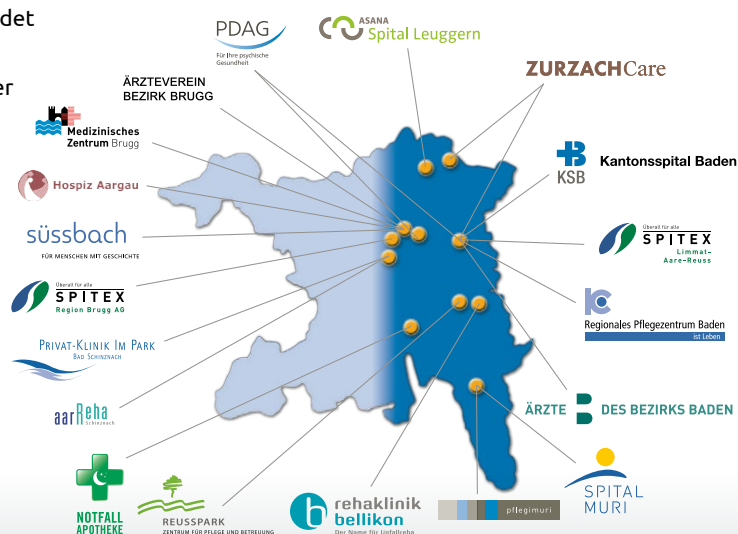 det
er
PDAG
Für Ihre psychische
Gesundheit
ASANA
Spital Leuggern
ZURZACHCare
ÄRZTEVEREIN
BEZIRK BRUGG
Medizinisches
Zentrum Brugg
KSB
Kantonsspital Baden
Hospiz Aargau
süssbach
FÜR MENSCHEN MIT GESCHICHTE
Überall für alle
SPITEX
Limmat-
Aare-Reuss
Überall für alle
SPITEX
Region Brugg AG
Regionales Pflegezentrum Baden
ist Leben
PRIVAT-KLINIK IM PARK
BAD SCHINZNACH
aarReha
Schinznach
ÄRZTE B DES BEZIRKS BADEN
NOTFALL
APOTHEKE
REUSSPARK
ZENTRUM FÜR PFLEGE UND BETREUUNG
b rehaklinik
bellikon
Der Name für Unfallreha
pflegimuri
SPITAL
MURI